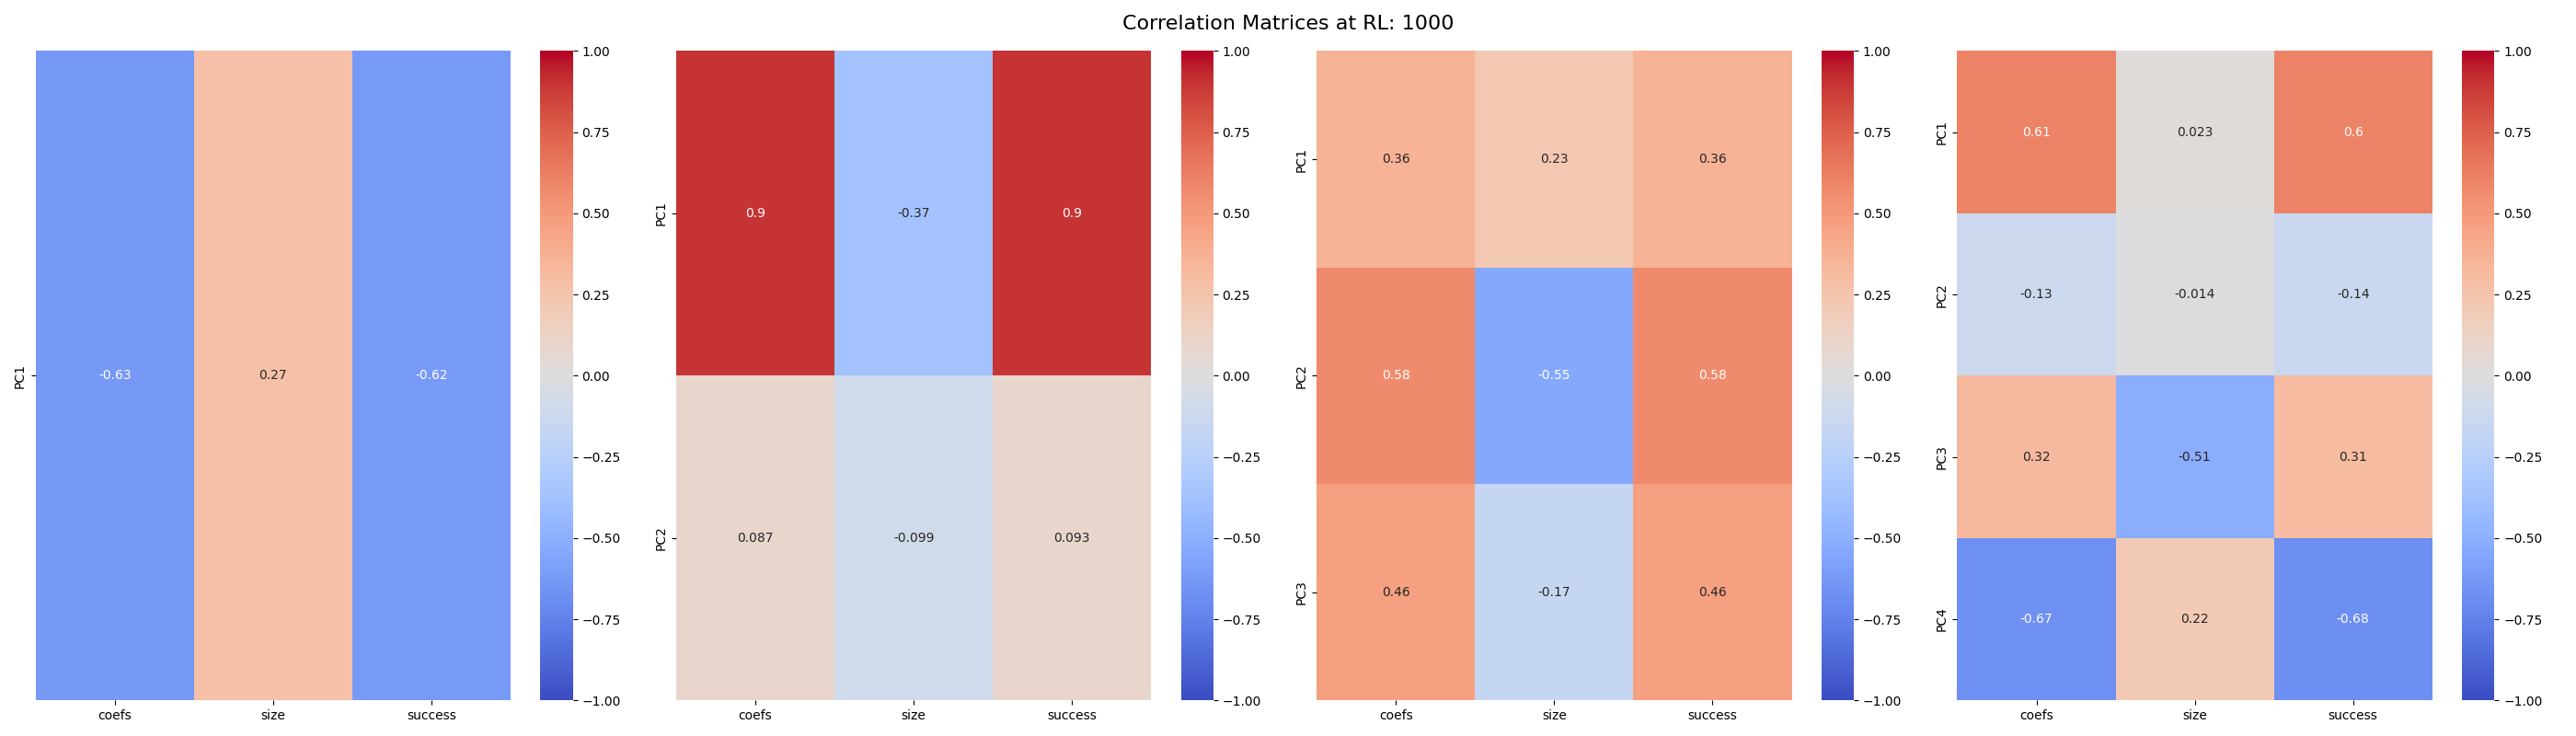 Correlation Matrices at RL: 1000
PC1
-0.63
0.27
-0.62
coefs
size
success
1.00
0.75
0.50
0.25
0.00
−0.25
−0.50
−0.75
−1.00
PC1
0.9
-0.37
0.9
PC2
0.087
-0.099
0.093
coefs
size
success
1.00
0.75
0.50
0.25
0.00
−0.25
−0.50
−0.75
−1.00
PC1
0.36
0.23
0.36
PC2
0.58
-0.55
0.58
PC3
0.46
-0.17
0.46
coefs
size
success
1.00
0.75
0.50
0.25
0.00
−0.25
−0.50
−0.75
−1.00
PC1
0.61
0.023
0.6
PC2
-0.13
-0.014
-0.14
PC3
0.32
-0.51
0.31
PC4
-0.67
0.22
-0.68
coefs
size
success
1.00
0.75
0.50
0.25
0.00
−0.25
−0.50
−0.75
−1.00